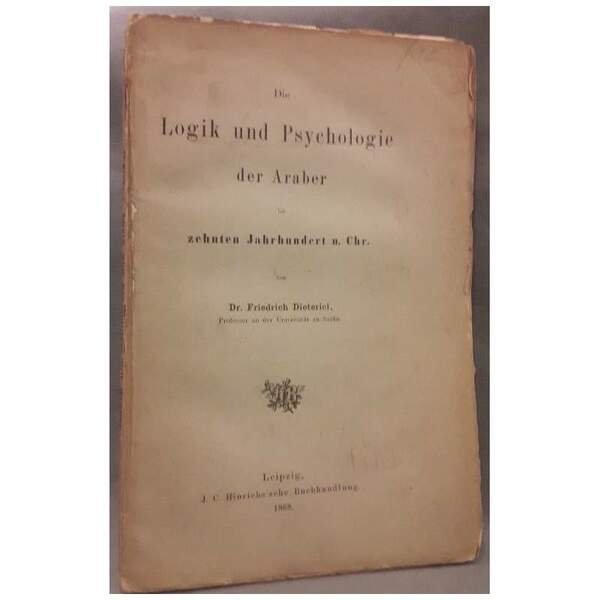 Die
Logik und Psychologie
der Araber
im
zehnten Jahrhundert n. Chr.
von
Dr. Friedrich Dieterici,
Professor an der Universität zu Berlin.
Leipzig,
J. C. Hinrichs'sche Buchhandlung.
1868.